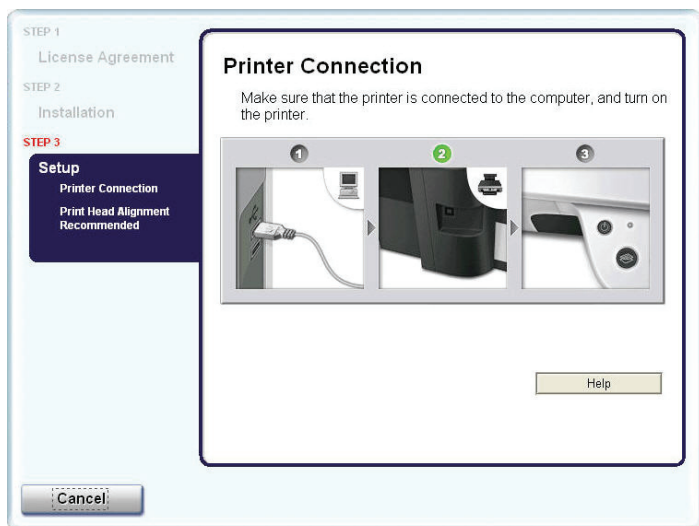 STEP 1
License Agreement
STEP 2
Installation
STEP 3
Setup
Printer Connection
Print Head Alignment
Recommended
Printer Connection
Make sure that the printer is connected to the computer, and turn on
the printer.
1
2
3
Help
Cancel